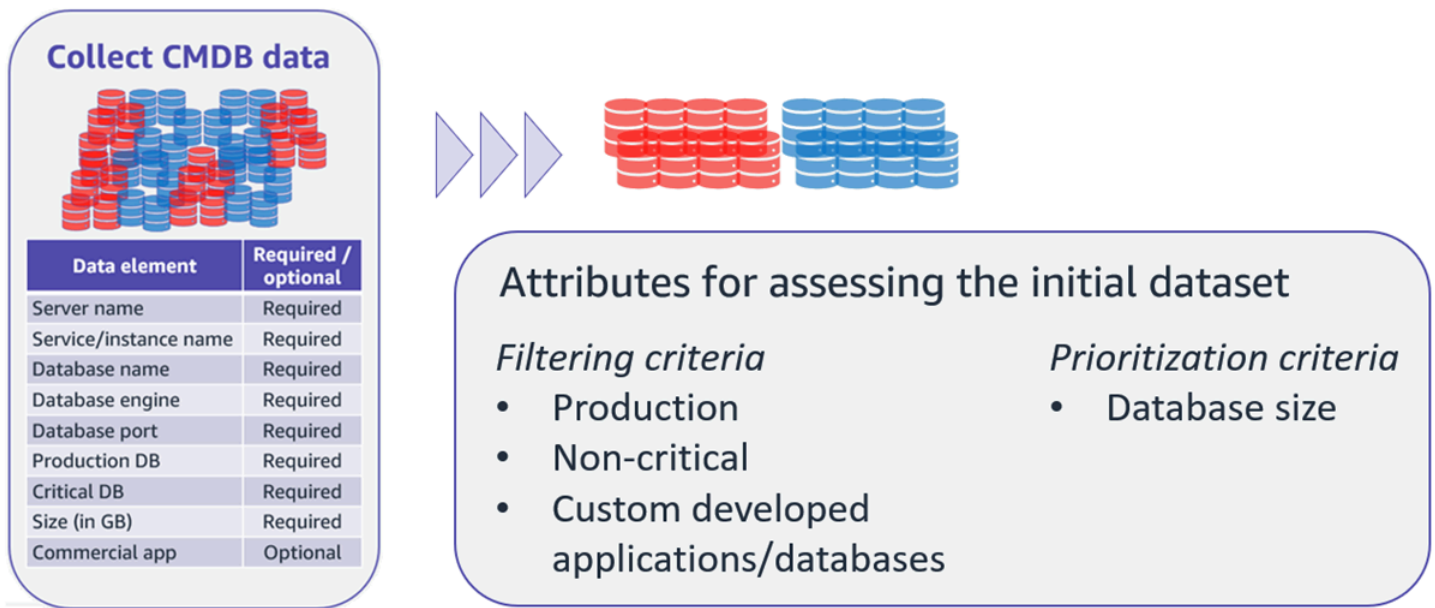 Collect CMDB data
Data element
Required /
optional
Server name Required
Service/instance name Required
Database name Required
Database engine Required
Database port Required
Production DB Required
Critical DB Required
Size (in GB) Required
Commercial app Optional
Attributes for assessing the initial dataset
Filtering criteria
• Production
• Non-critical
• Custom developed
applications/databases
Prioritization criteria
• Database size